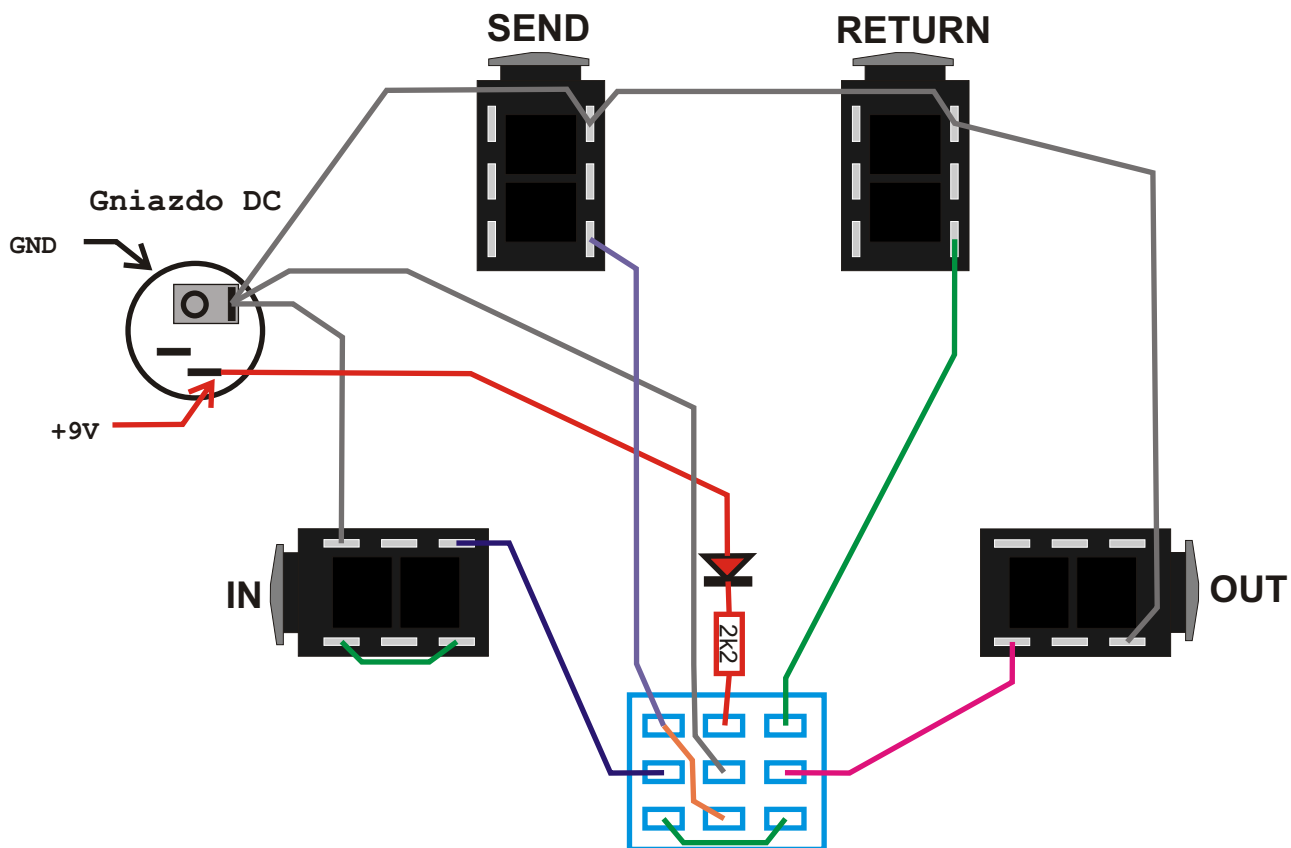 SEND
RETURN
Gniazdo DC
GND
+9V
IN
2k2
OUT